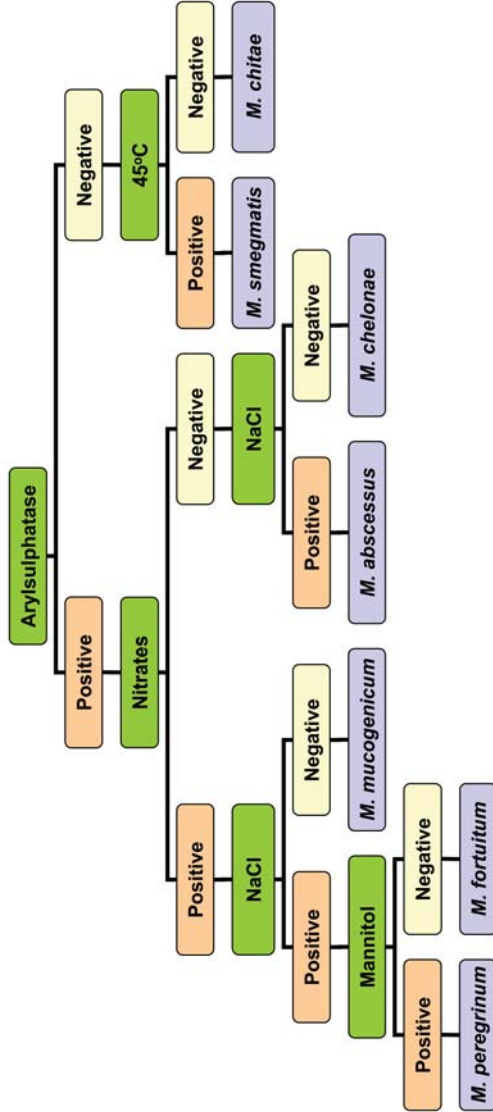 Arylsulphatase
Positive
Negative
Nitrates
45°C
Positive
Negative
Positive
Negative
NaCl
NaCl
M. smegmatis
M. chitae
Positive
Negative
Positive
Negative
Mannitol
M. mucogenicum
M. abscessus
M. chelonae
Positive
Negative
M. peregrinum
M. fortuitum